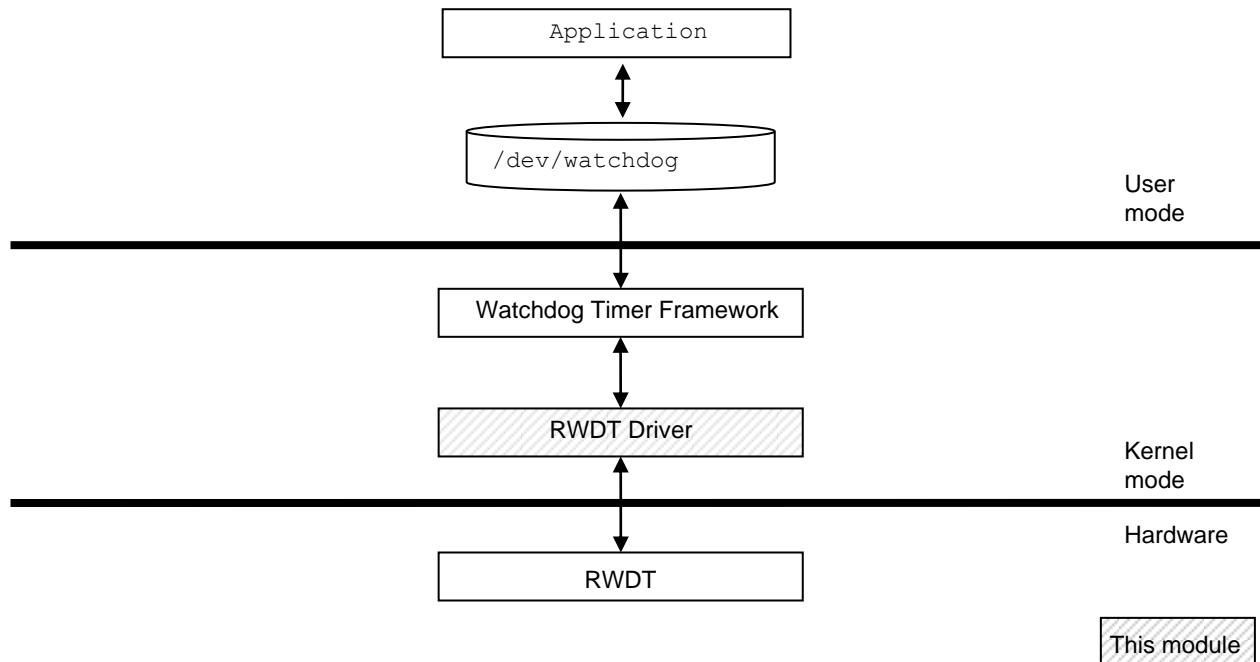 Application
/dev/watchdog
User
mode
Watchdog Timer Framework
RWDT Driver
Kernel
mode
Hardware
RWDT
This module